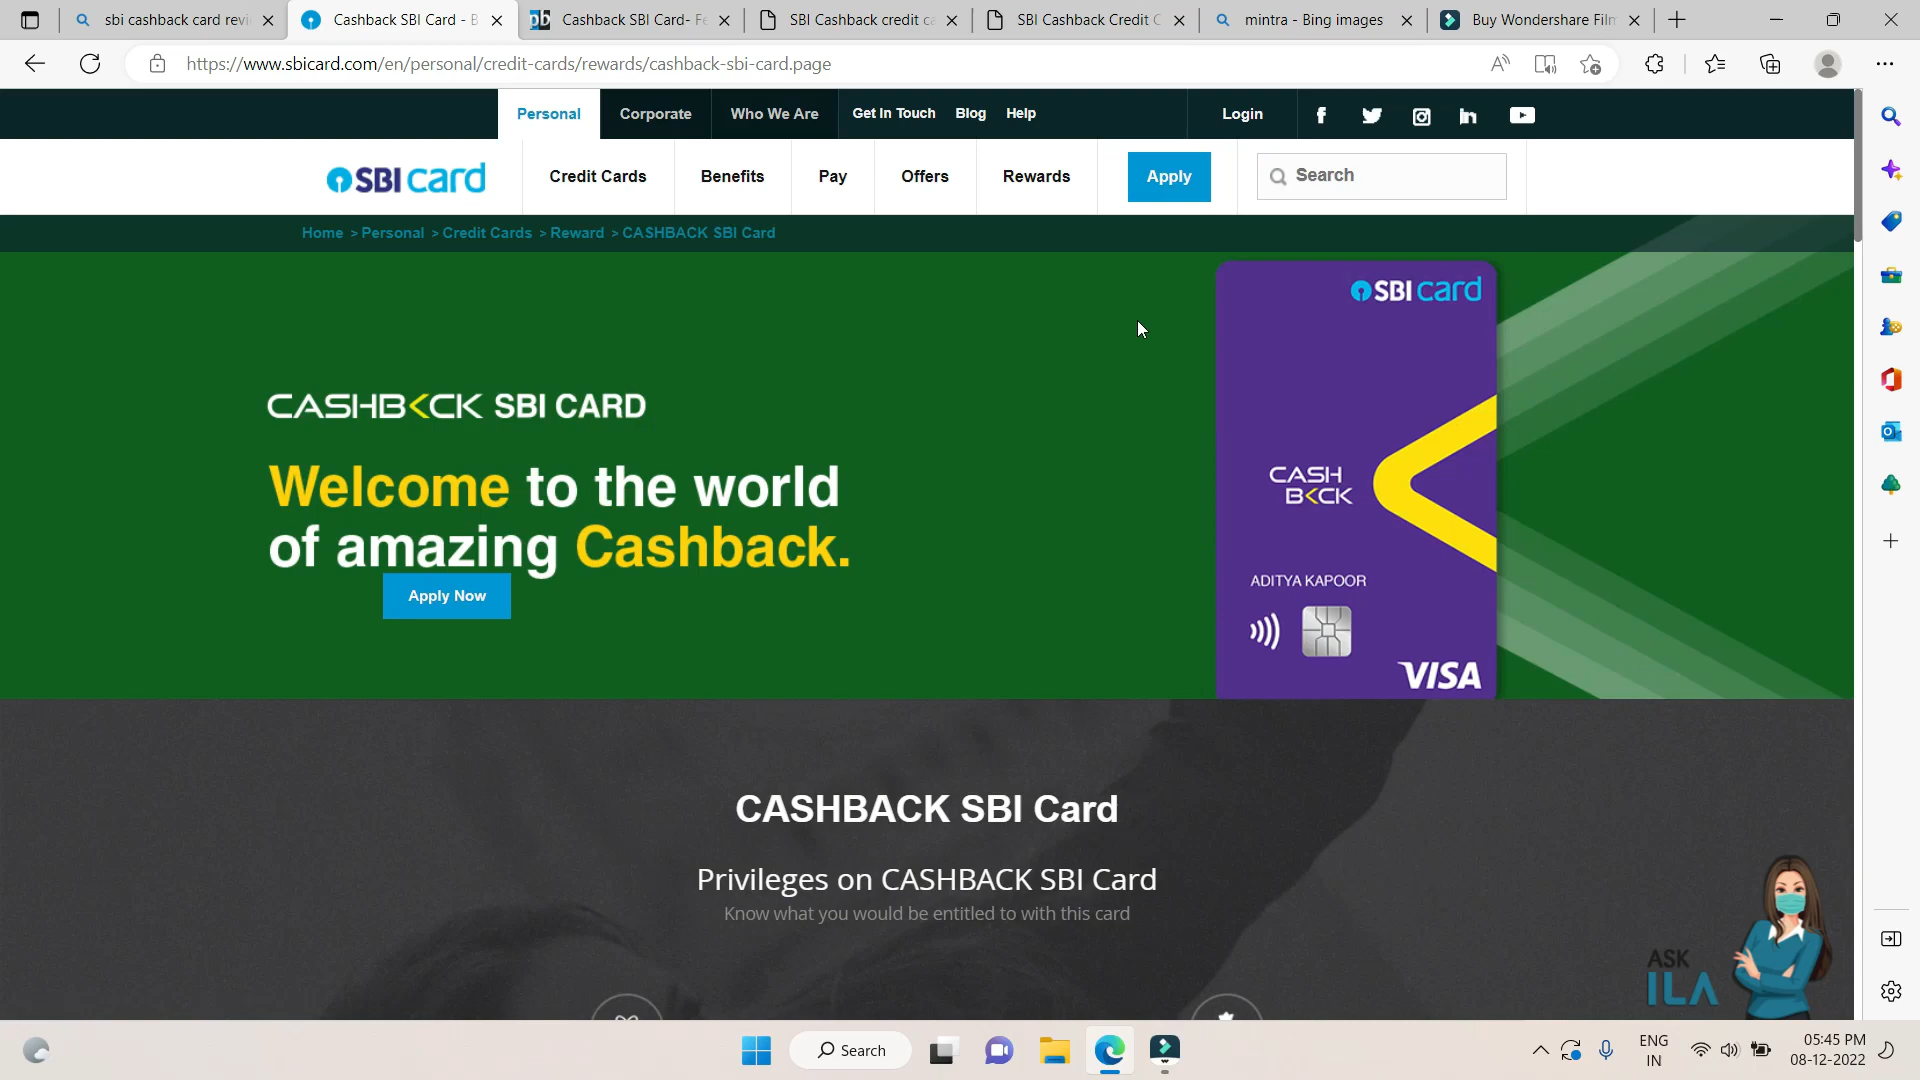 sbi cashback card revi
Cashback SBI Card - B
Cashback SBI Card- Fe
SBI Cashback credit ca
SBI Cashback Credit C
mintra - Bing images
Buy Wondershare Film
https://www.sbicard.com/en/personal/credit-cards/rewards/cashback-sbi-card.page
Personal
Corporate
Who We Are
Get In Touch
Blog
Help
Login
SBI card
Credit Cards
Benefits
Pay
Offers
Rewards
Apply
Search
Home > Personal > Credit Cards > Reward > CASHBACK SBI Card
SBI card
CASHB<CK SBI CARD
Welcome to the world
of amazing Cashback.
Apply Now
CASH
B<CK
ADITYA KAPOOR
VISA
CASHBACK SBI Card
Privileges on CASHBACK SBI Card
Know what you would be entitled to with this card
ASK
ILA
Search
ENG
IN
05:45 PM
08-12-2022